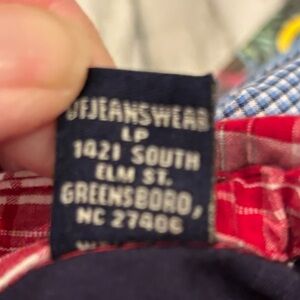 VFJEANSWEAR
LP
1421 SOUTH
ELM ST.
GREENSBORO,
NC 27406